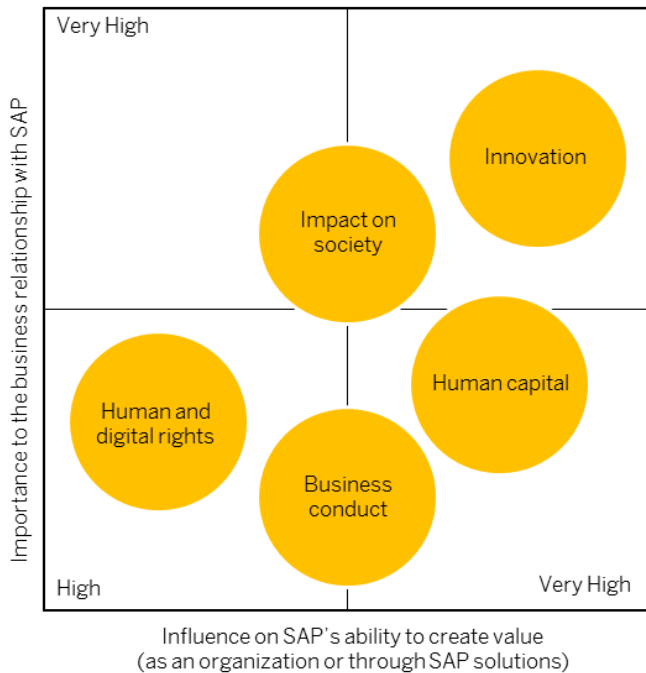 Very High
Importance to the business relationship with SAP
Innovation
Impact on
society
Human capital
Human and
digital rights
Business
conduct
High
Very High
Influence on SAP's ability to create value
(as an organization or through SAP solutions)